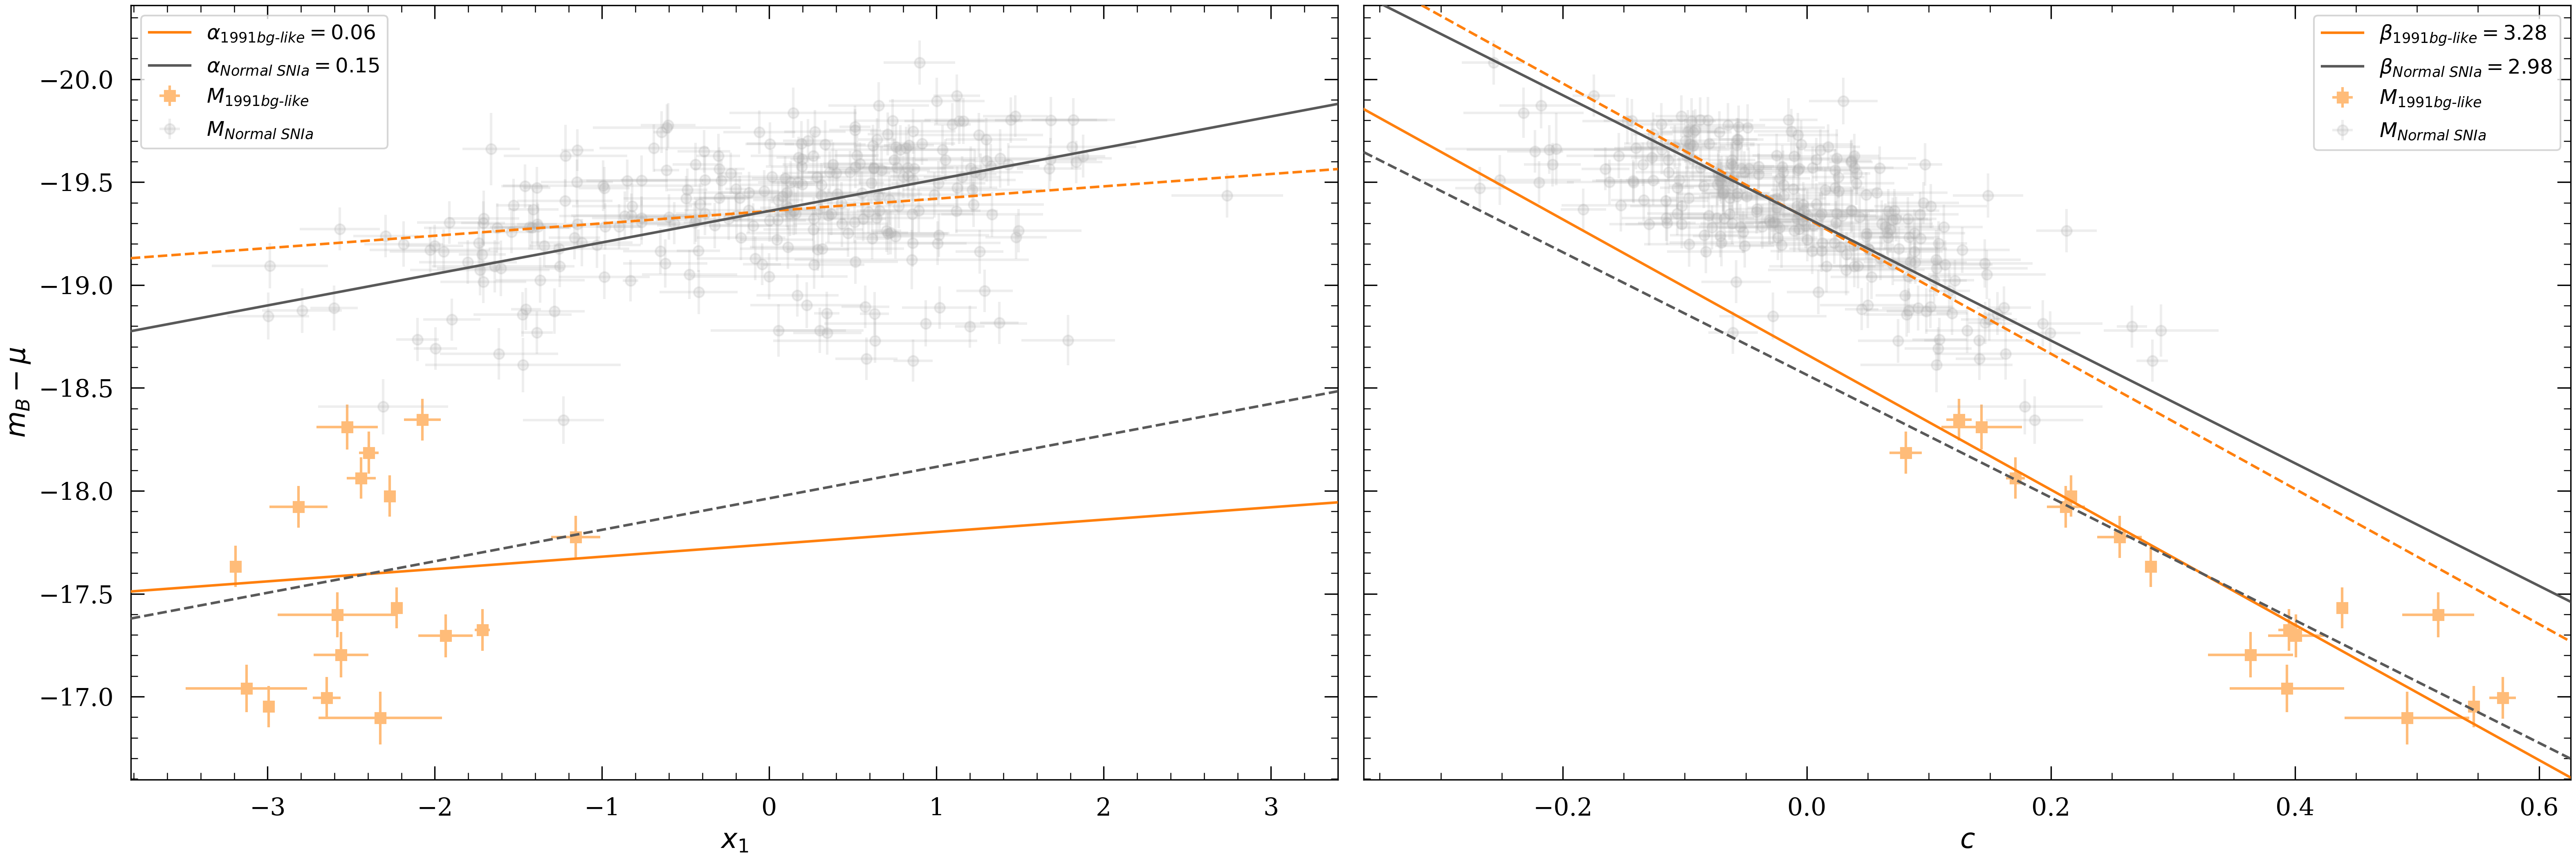 α1991bg-like = 0.06
αNormal SNIa = 0.15
M1991bg-like
MNormal SNIa
β1991bg-like = 3.28
βNormal SNIa = 2.98
M1991bg-like
MNormal SNIa
−20.0
−19.5
−19.0
−18.5
−18.0
−17.5
−17.0
mB − μ
−3 −2 −1 0 1 2 3
−0.2 0.0 0.2 0.4 0.6
x1
c